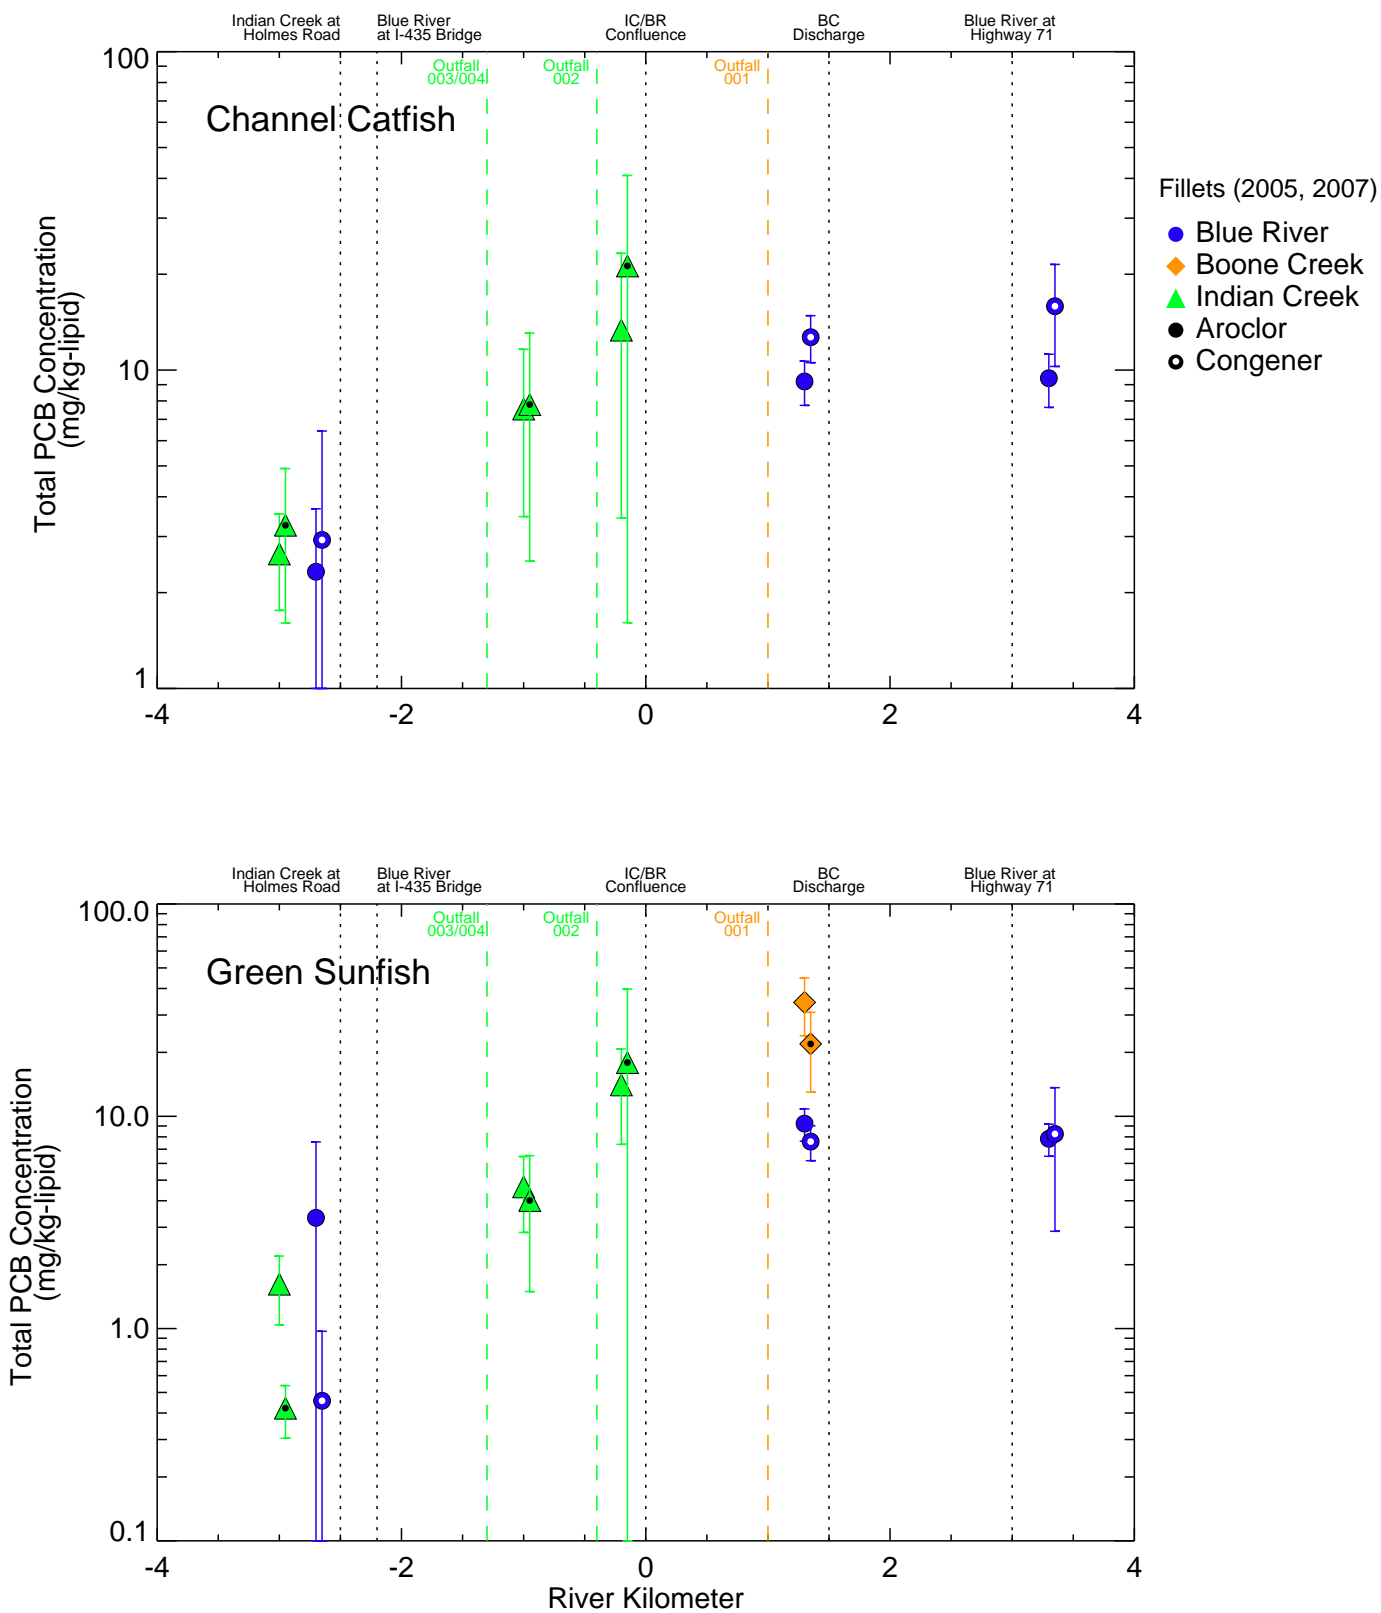 Indian Creek at
Holmes Road
Blue River
at I-435 Bridge
IC/BR
Confluence
BC
Discharge
Blue River at
Highway 71
100
Outfall
003/004
Outfall
002
Outfall
001
Channel Catfish
10
1
Total PCB Concentration
(mg/kg-lipid)
-4
-2
0
2
4
Fillets (2005, 2007)
Blue River
Boone Creek
Indian Creek
Aroclor
Congener
Indian Creek at
Holmes Road
Blue River
at I-435 Bridge
IC/BR
Confluence
BC
Discharge
Blue River at
Highway 71
100.0
Outfall
003/004
Outfall
002
Outfall
001
Green Sunfish
10.0
1.0
0.1
Total PCB Concentration
(mg/kg-lipid)
-4
-2
0
2
4
River Kilometer